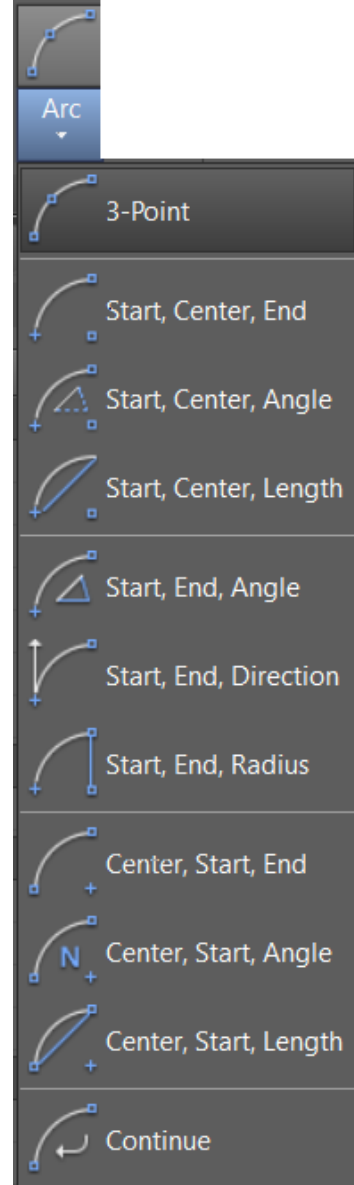 Arc
3-Point
Start, Center, End
Start, Center, Angle
Start, Center, Length
Start, End, Angle
Start, End, Direction
Start, End, Radius
Center, Start, End
N
Center, Start, Angle
Center, Start, Length
Continue